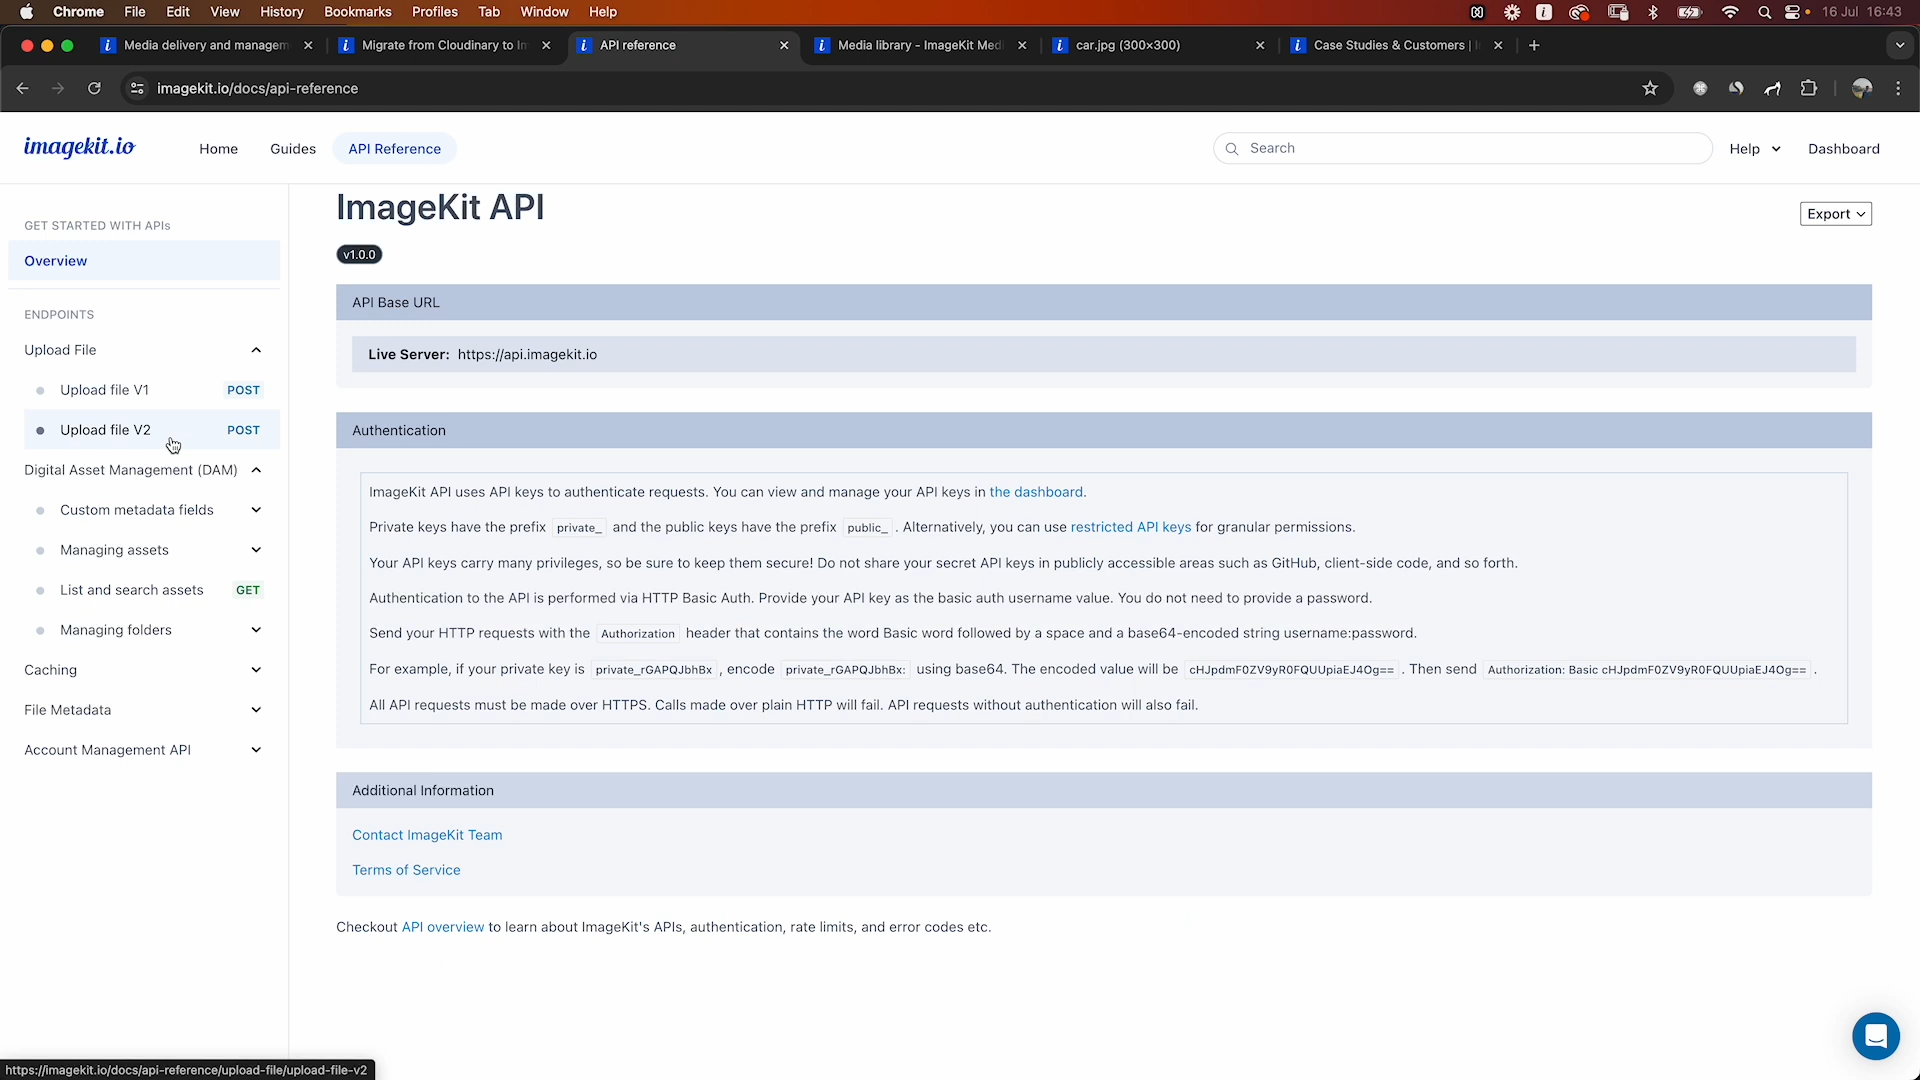 Chrome File Edit View History Bookmarks Profiles Tab Window Help 16 Jul 16:43
Media delivery and managem Migrate from Cloudinary to Im API reference Media library - ImageKit Med car.jpg (300×300) Case Studies & Customers | I
imagekit.io/docs/api-reference
imagekit.io Home Guides API Reference Search Help Dashboard
GET STARTED WITH APIs
Overview
ENDPOINTS
Upload File
Upload file V1 POST
Upload file V2 POST
Digital Asset Management (DAM)
Custom metadata fields
Managing assets
List and search assets GET
Managing folders
Caching
File Metadata
Account Management API
ImageKit API
Export
v1.0.0
API Base URL
Live Server: https://api.imagekit.io
Authentication
ImageKit API uses API keys to authenticate requests. You can view and manage your API keys in the dashboard.
Private keys have the prefix private_ and the public keys have the prefix public_ . Alternatively, you can use restricted API keys for granular permissions.
Your API keys carry many privileges, so be sure to keep them secure! Do not share your secret API keys in publicly accessible areas such as GitHub, client-side code, and so forth.
Authentication to the API is performed via HTTP Basic Auth. Provide your API key as the basic auth username value. You do not need to provide a password.
Send your HTTP requests with the Authorization header that contains the word Basic word followed by a space and a base64-encoded string username:password.
For example, if your private key is private_rGAPQJbhBx , encode private_rGAPQJbhBx: using base64. The encoded value will be cHJpdmF0ZV9yR0FQUUpiaEJ4Og== . Then send Authorization: Basic cHJpdmF0ZV9yR0FQUUpiaEJ4Og== .
All API requests must be made over HTTPS. Calls made over plain HTTP will fail. API requests without authentication will also fail.
Additional Information
Contact ImageKit Team
Terms of Service
Checkout API overview to learn about ImageKit's APIs, authentication, rate limits, and error codes etc.
https://imagekit.io/docs/api-reference/upload-file/upload-file-v2